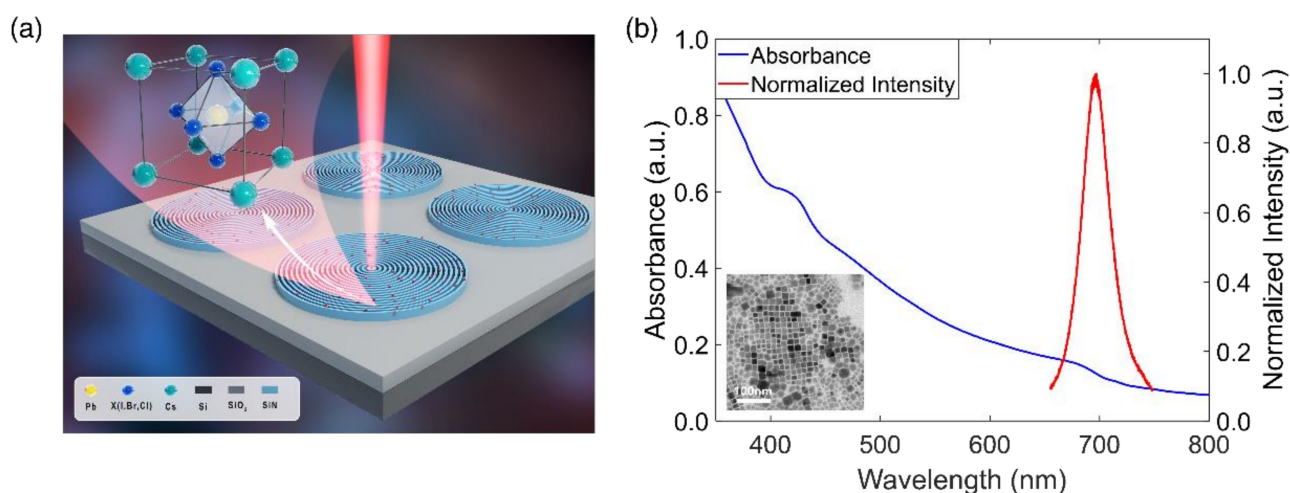 (a)
Pb X(I.Br,Cl) Cs Si SiO2 SiN
(b)
Absorbance
Normalized Intensity
1.0
0.8
0.6
0.4
0.2
0.0
Absorbance (a.u.)
1.0
0.8
0.6
0.4
0.2
0.0
Normalized Intensity (a.u.)
100nm
400 500 600 700 800
Wavelength (nm)